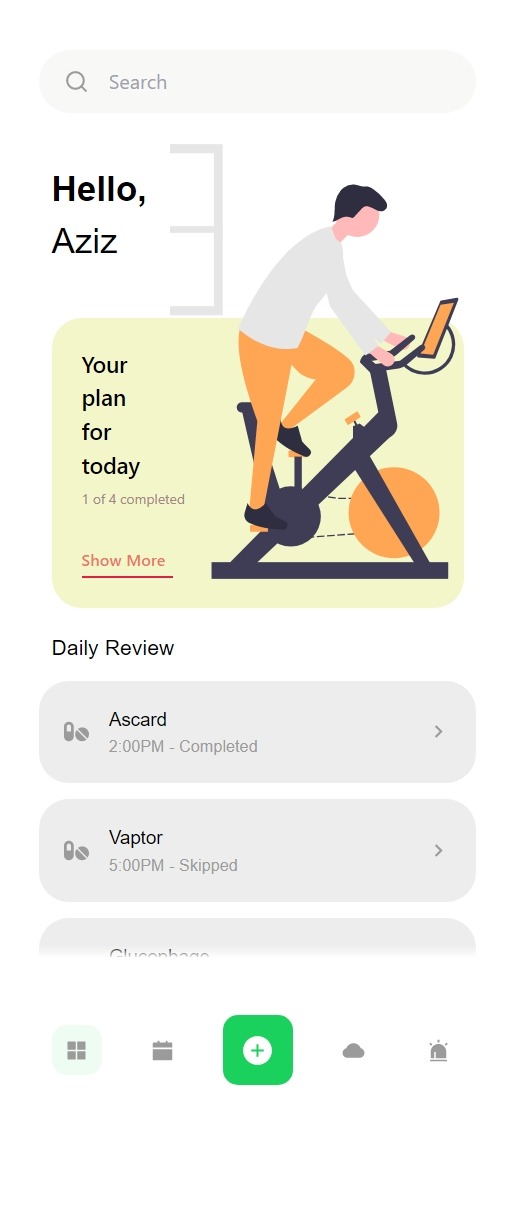 Search
Hello,
Aziz
Your
plan
for
today
1 of 4 completed
Show More
Daily Review
Ascard
2:00PM - Completed
Vaptor
5:00PM - Skipped
Glucophage